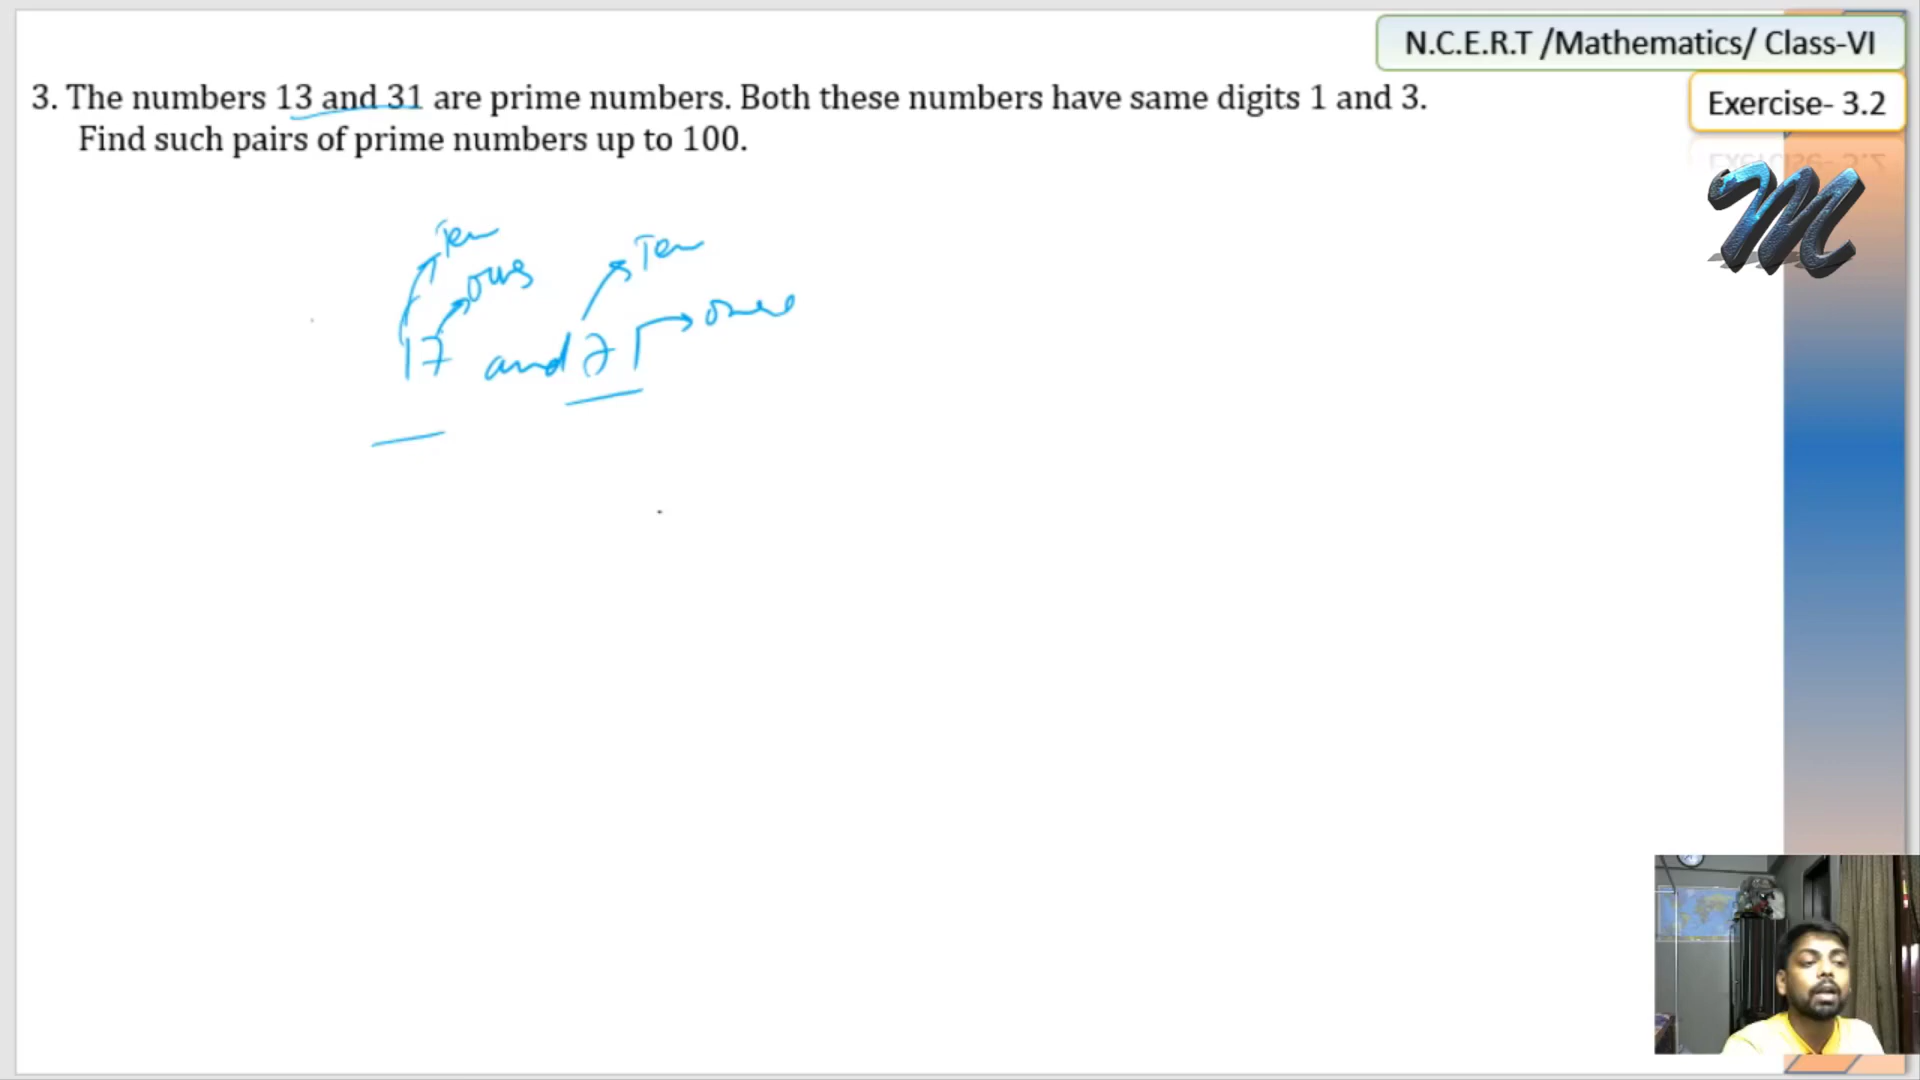 N.C.E.R.T /Mathematics/ Class-VI
Exercise- 3.2
3. The numbers 13 and 31 are prime numbers. Both these numbers have same digits 1 and 3.
Find such pairs of prime numbers up to 100.
Ten
Ten
ones
ones
17 and 71
M